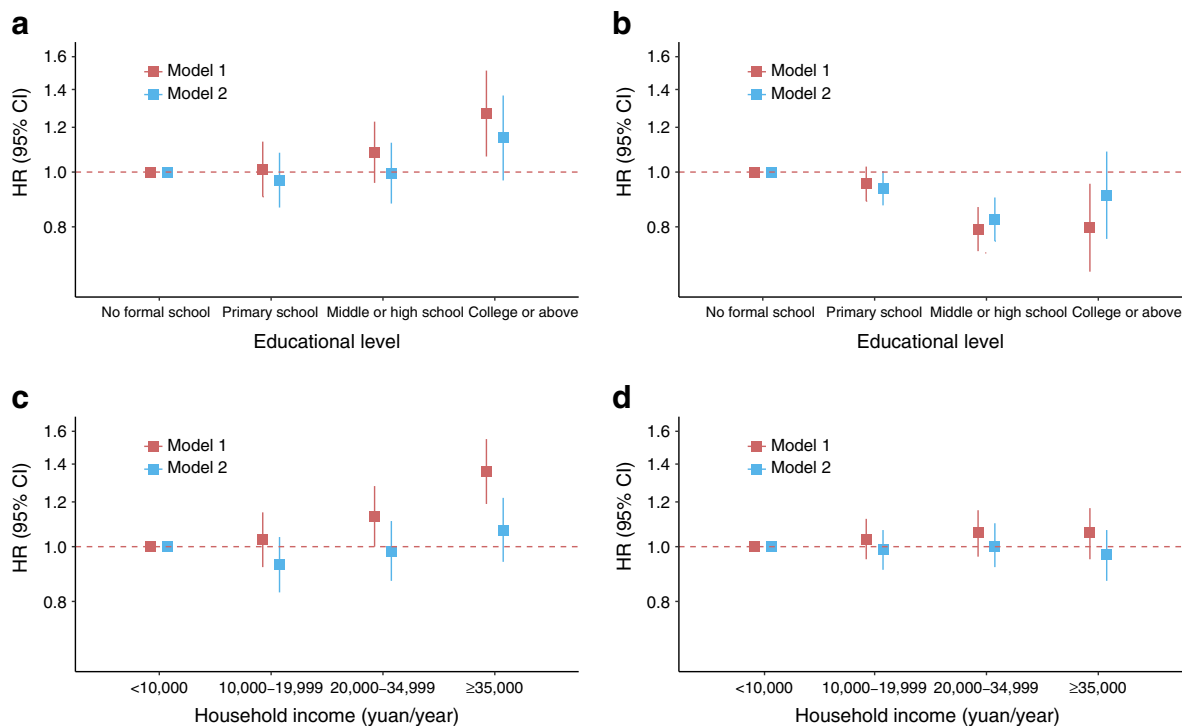 a
HR (95% CI)
1.6
1.4
1.2
1.0
0.8
Model 1
Model 2
No formal school
Primary school
Middle or high school
College or above
Educational level
b
HR (95% CI)
1.6
1.4
1.2
1.0
0.8
Model 1
Model 2
No formal school
Primary school
Middle or high school
College or above
Educational level
c
HR (95% CI)
1.6
1.4
1.2
1.0
0.8
Model 1
Model 2
<10,000
10,000–19,999
20,000–34,999
≥35,000
Household income (yuan/year)
d
HR (95% CI)
1.6
1.4
1.2
1.0
0.8
Model 1
Model 2
<10,000
10,000–19,999
20,000–34,999
≥35,000
Household income (yuan/year)